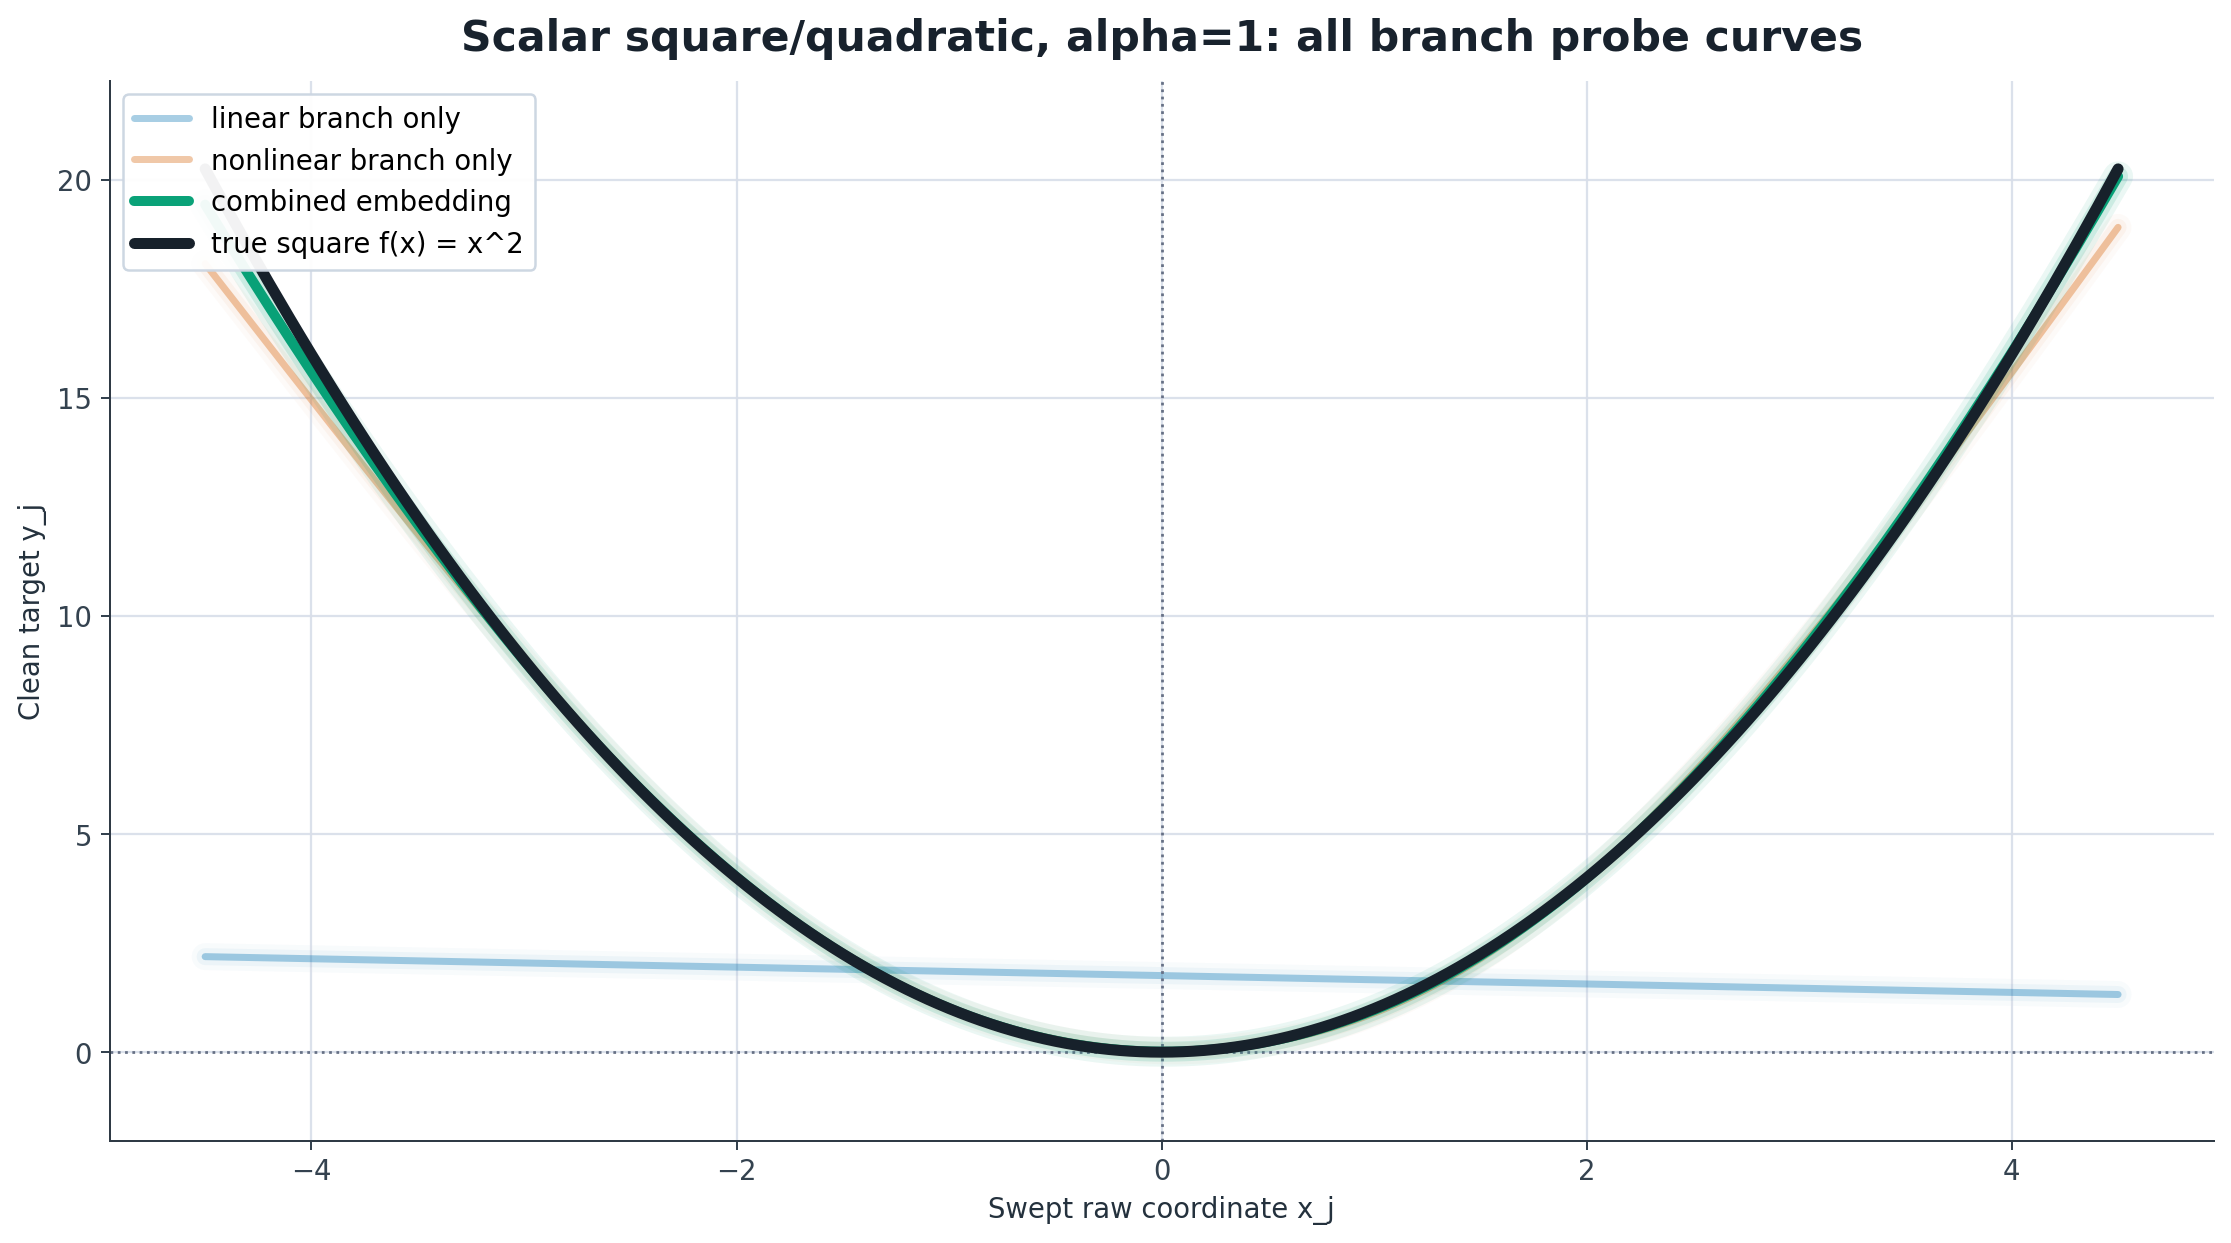 Scalar square/quadratic, alpha=1: all branch probe curves
linear branch only
nonlinear branch only
combined embedding
true square f(x) = x^2
20
15
10
5
0
Clean target y_j
−4
−2
0
2
4
Swept raw coordinate x_j